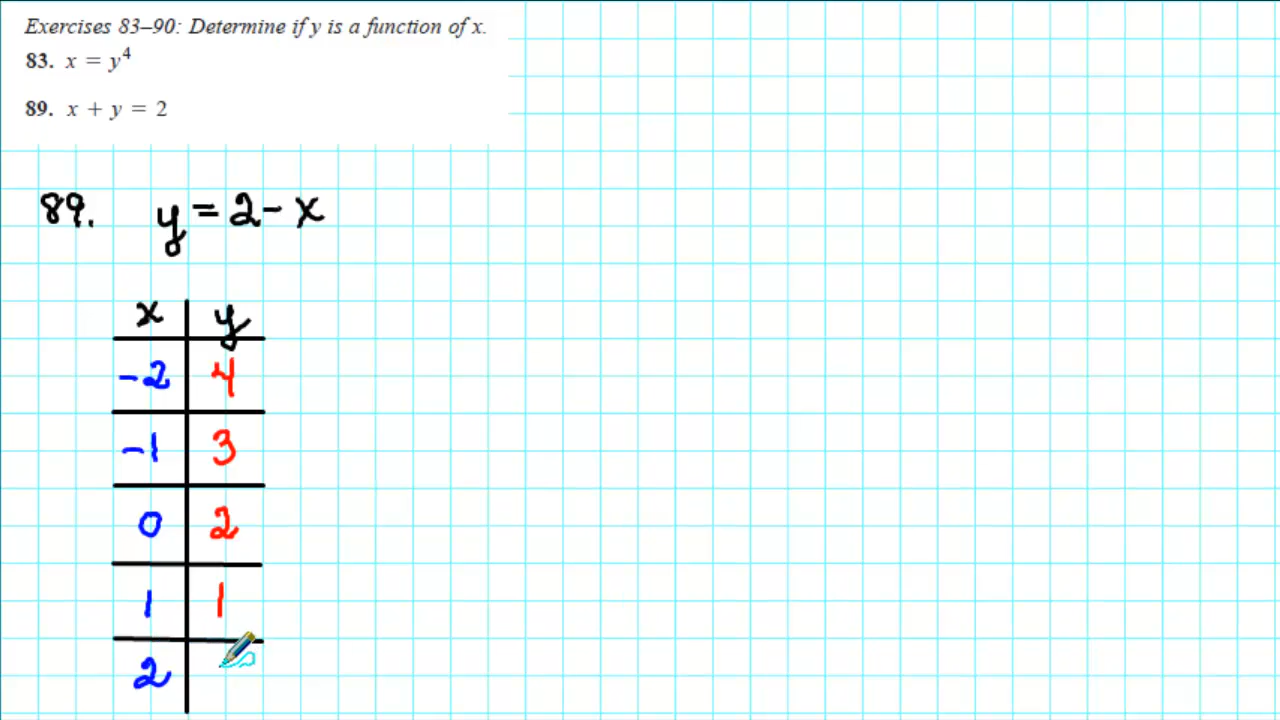 Exercises 83–90: Determine if y is a function of x.
83. x = y⁴
89. x + y = 2
89. y = 2 - x
x y
-2 4
-1 3
0 2
1 1
2